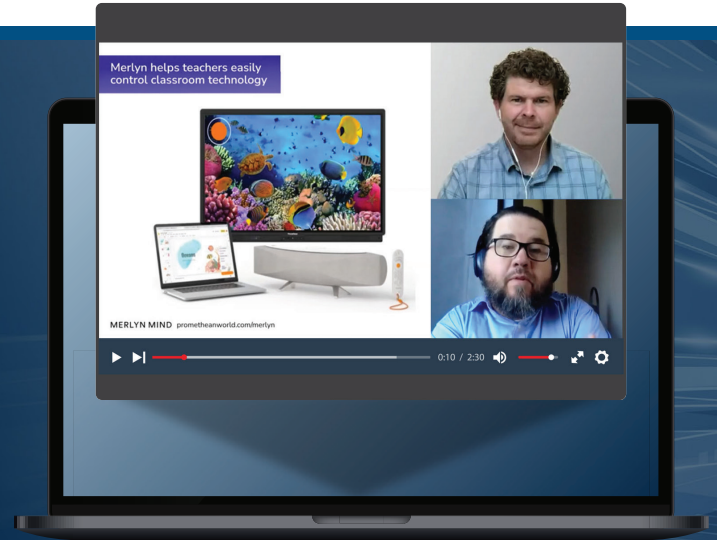 Merlyn helps teachers easily
control classroom technology
MERLYN MIND prometheanworld.com/merlyn
0:10 / 2:30